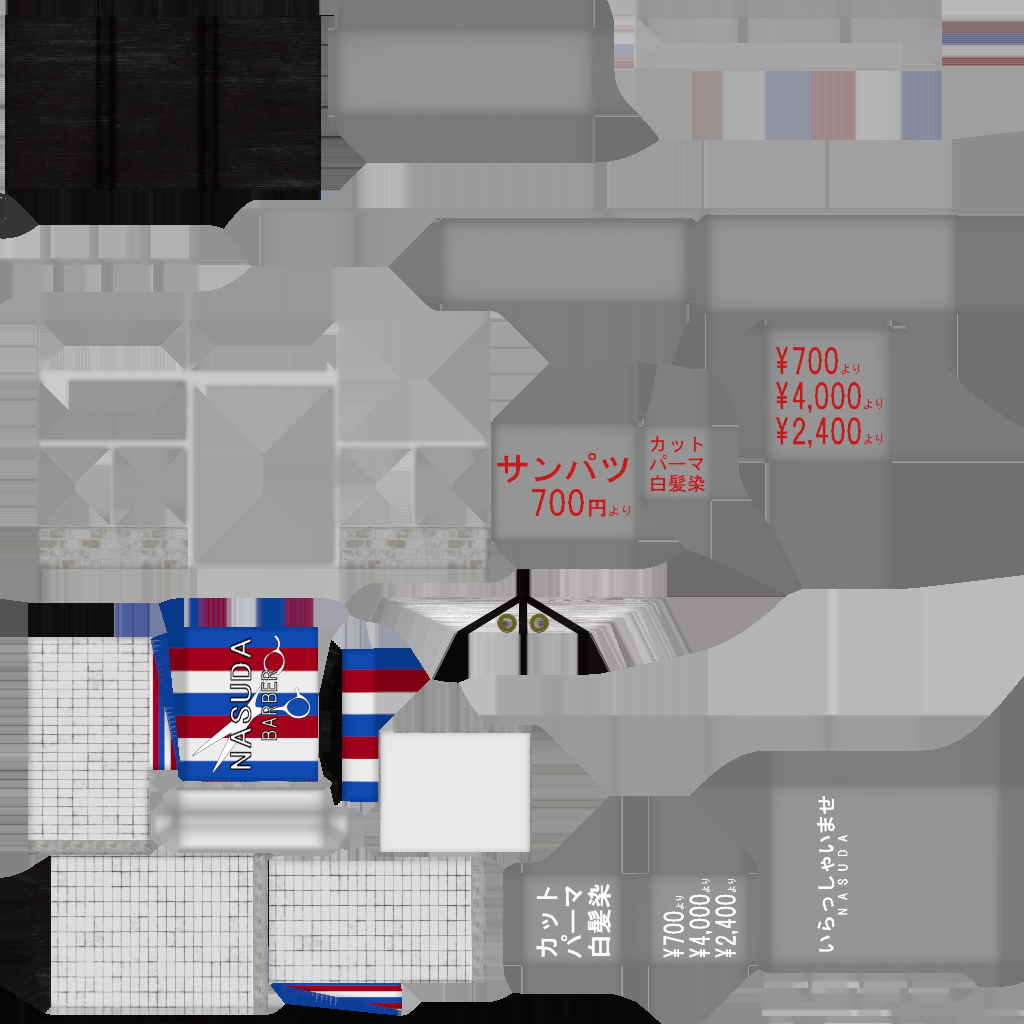 ¥700より
¥4,000より
¥2,400より
サンパツ
700円より
カット
パーマ
白髪染
NASUDA
BARBER
カット
パーマ
白髪染
¥700より
¥4,000より
¥2,400より
いらっしゃいませ
NASUDA